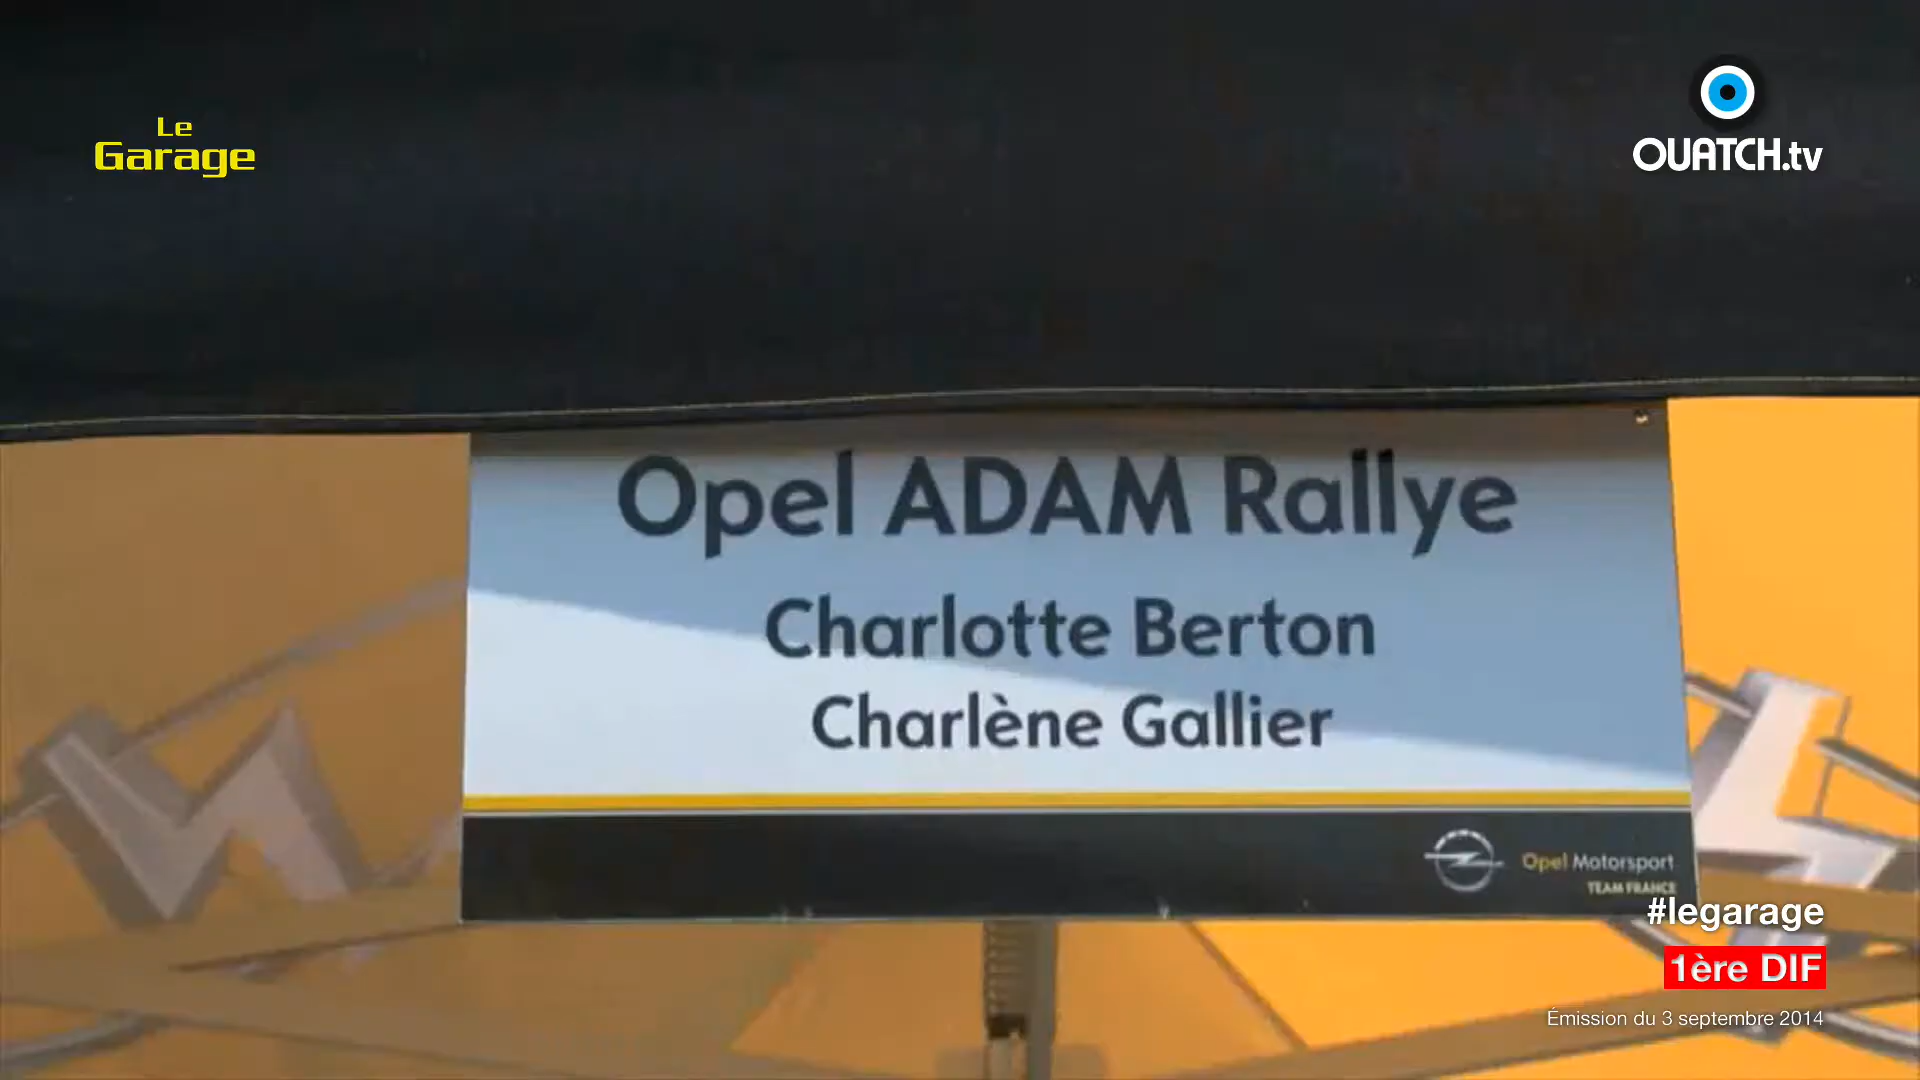 Le
Garage
OUATCH.tv
Opel ADAM Rallye
Charlotte Berton
Charlène Gallier
Opel Motorsport
TEAM FRANCE
#legarage
1ère DIF
Émission du 3 septembre 2014